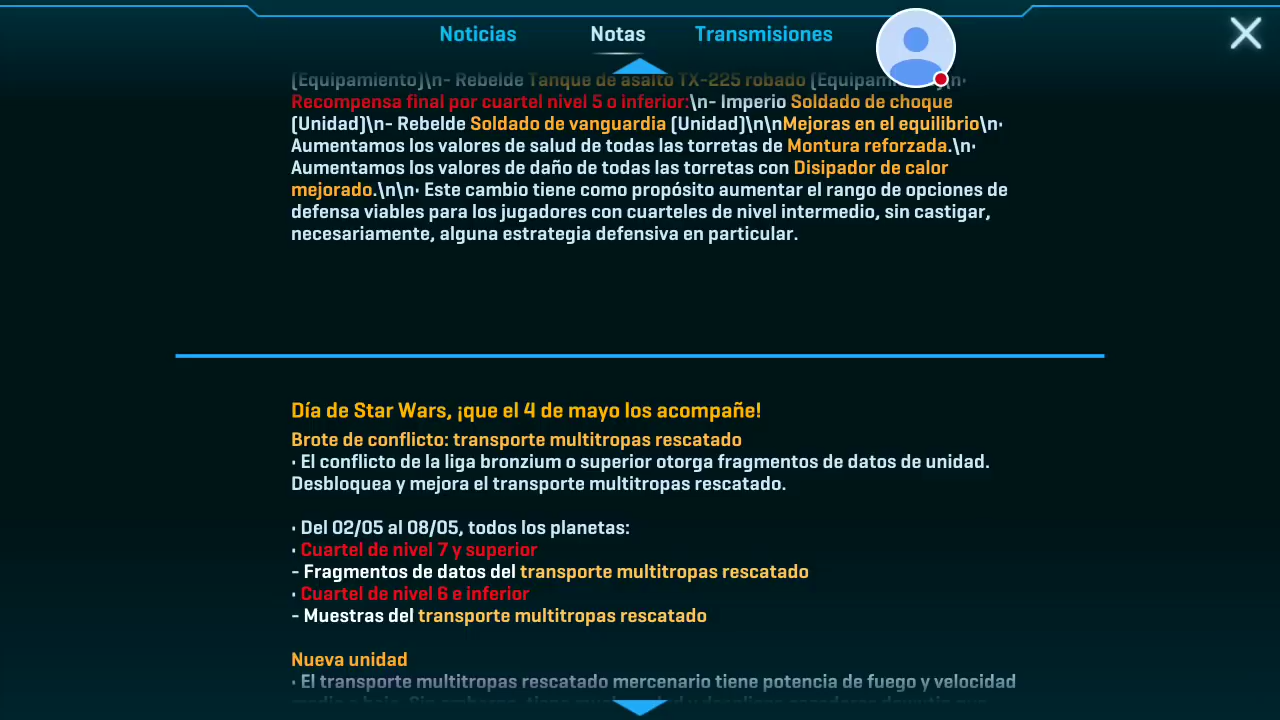 Noticias Notas Transmisiones
(Equipamiento)\n- Rebelde Tanque de asalto TX-225 robado
Recompensa final por cuartel nivel 5 o inferior:\n- Imperio Soldado de choque
(Unidad)\n- Rebelde Soldado de vanguardia (Unidad)\n\nMejoras en el equilibrio\n·
Aumentamos los valores de salud de todas las torretas de Montura reforzada.\n·
Aumentamos los valores de daño de todas las torretas con Disipador de calor
mejorado.\n\n· Este cambio tiene como propósito aumentar el rango de opciones de
defensa viables para los jugadores con cuarteles de nivel intermedio, sin castigar,
necesariamente, alguna estrategia defensiva en particular.
Día de Star Wars, ¡que el 4 de mayo los acompañe!
Brote de conflicto: transporte multitropas rescatado
· El conflicto de la liga bronzium o superior otorga fragmentos de datos de unidad.
Desbloquea y mejora el transporte multitropas rescatado.
· Del 02/05 al 08/05, todos los planetas:
· Cuartel de nivel 7 y superior
- Fragmentos de datos del transporte multitropas rescatado
· Cuartel de nivel 6 e inferior
- Muestras del transporte multitropas rescatado
Nueva unidad
· El transporte multitropas rescatado mercenario tiene potencia de fuego y velocidad